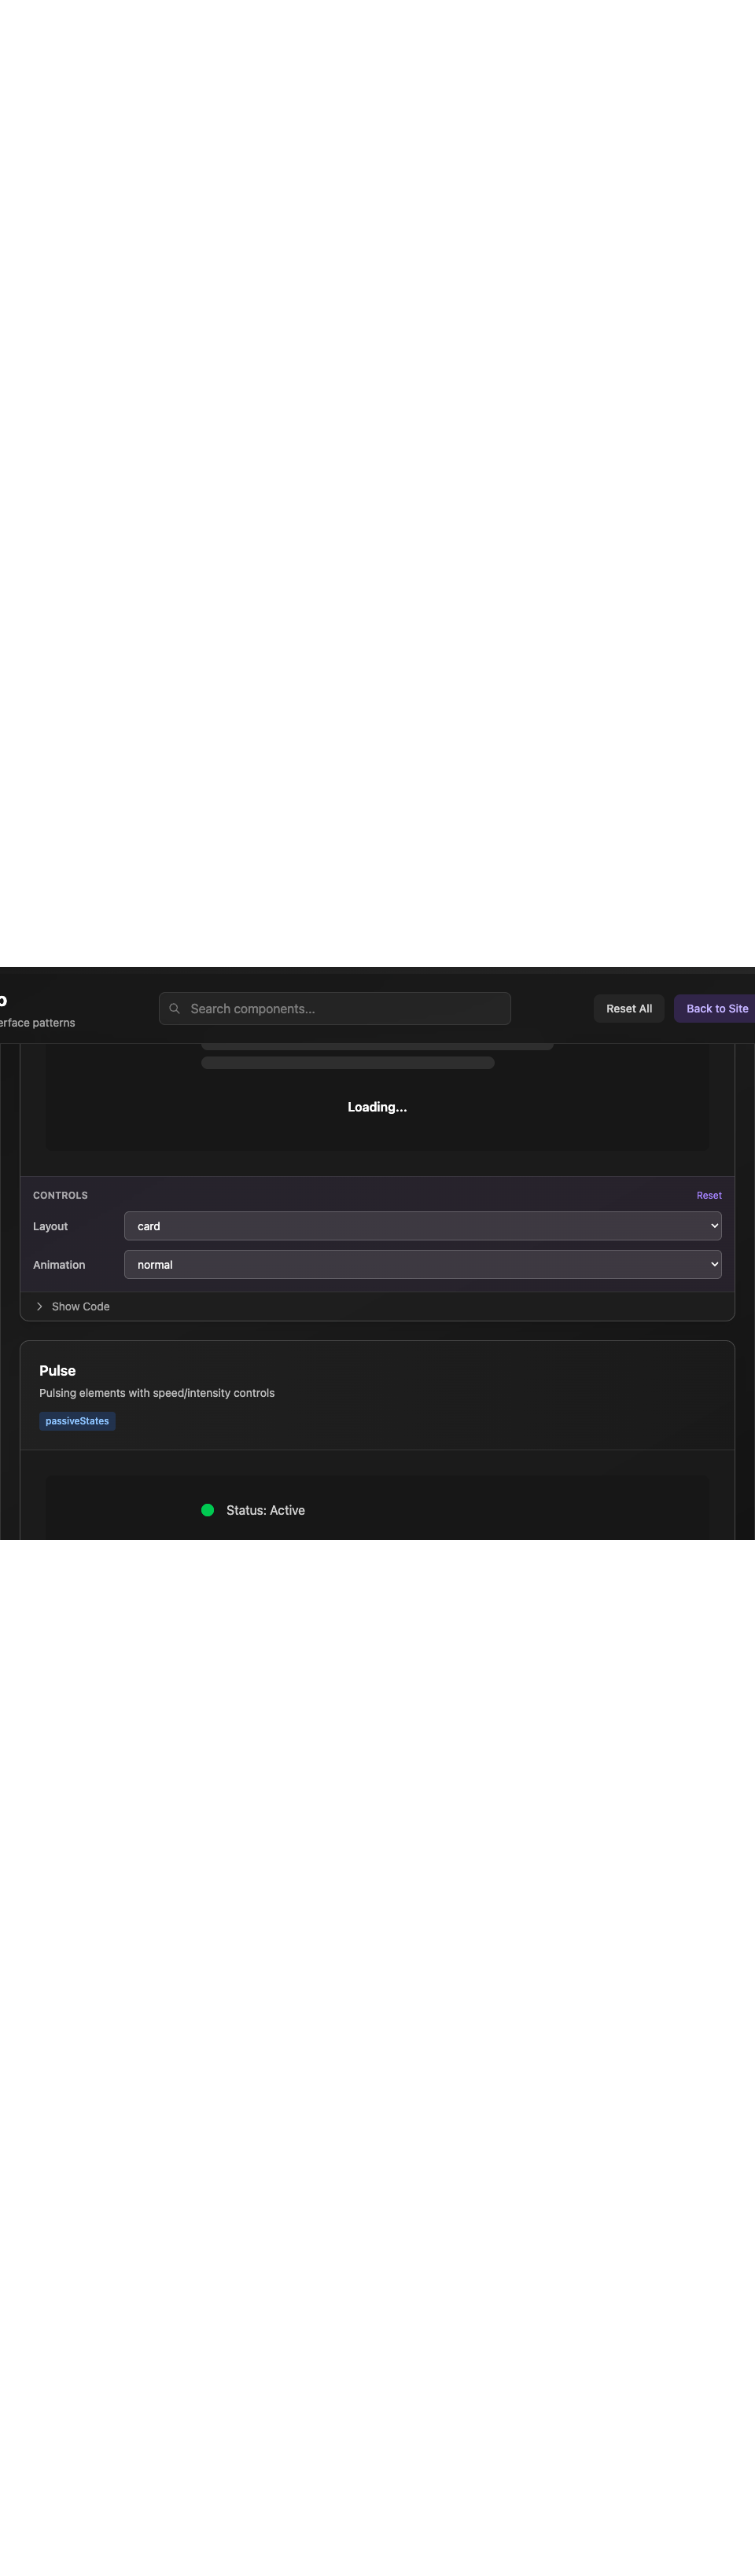 erface patterns
Search components...
Reset All
Back to Site
Loading...
CONTROLS
Reset
Layout
card
Animation
normal
Show Code
Pulse
Pulsing elements with speed/intensity controls
passiveStates
Status: Active